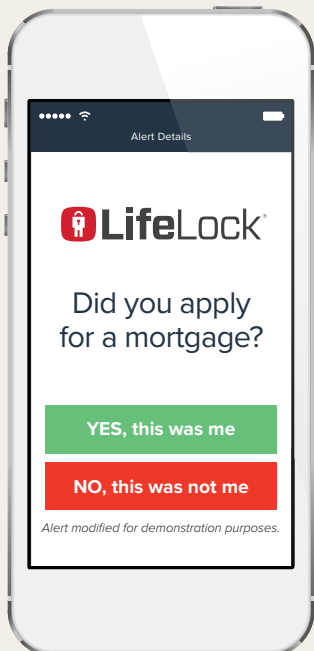 Alert Details
LifeLock®
Did you apply
for a mortgage?
YES, this was me
NO, this was not me
Alert modified for demonstration purposes.